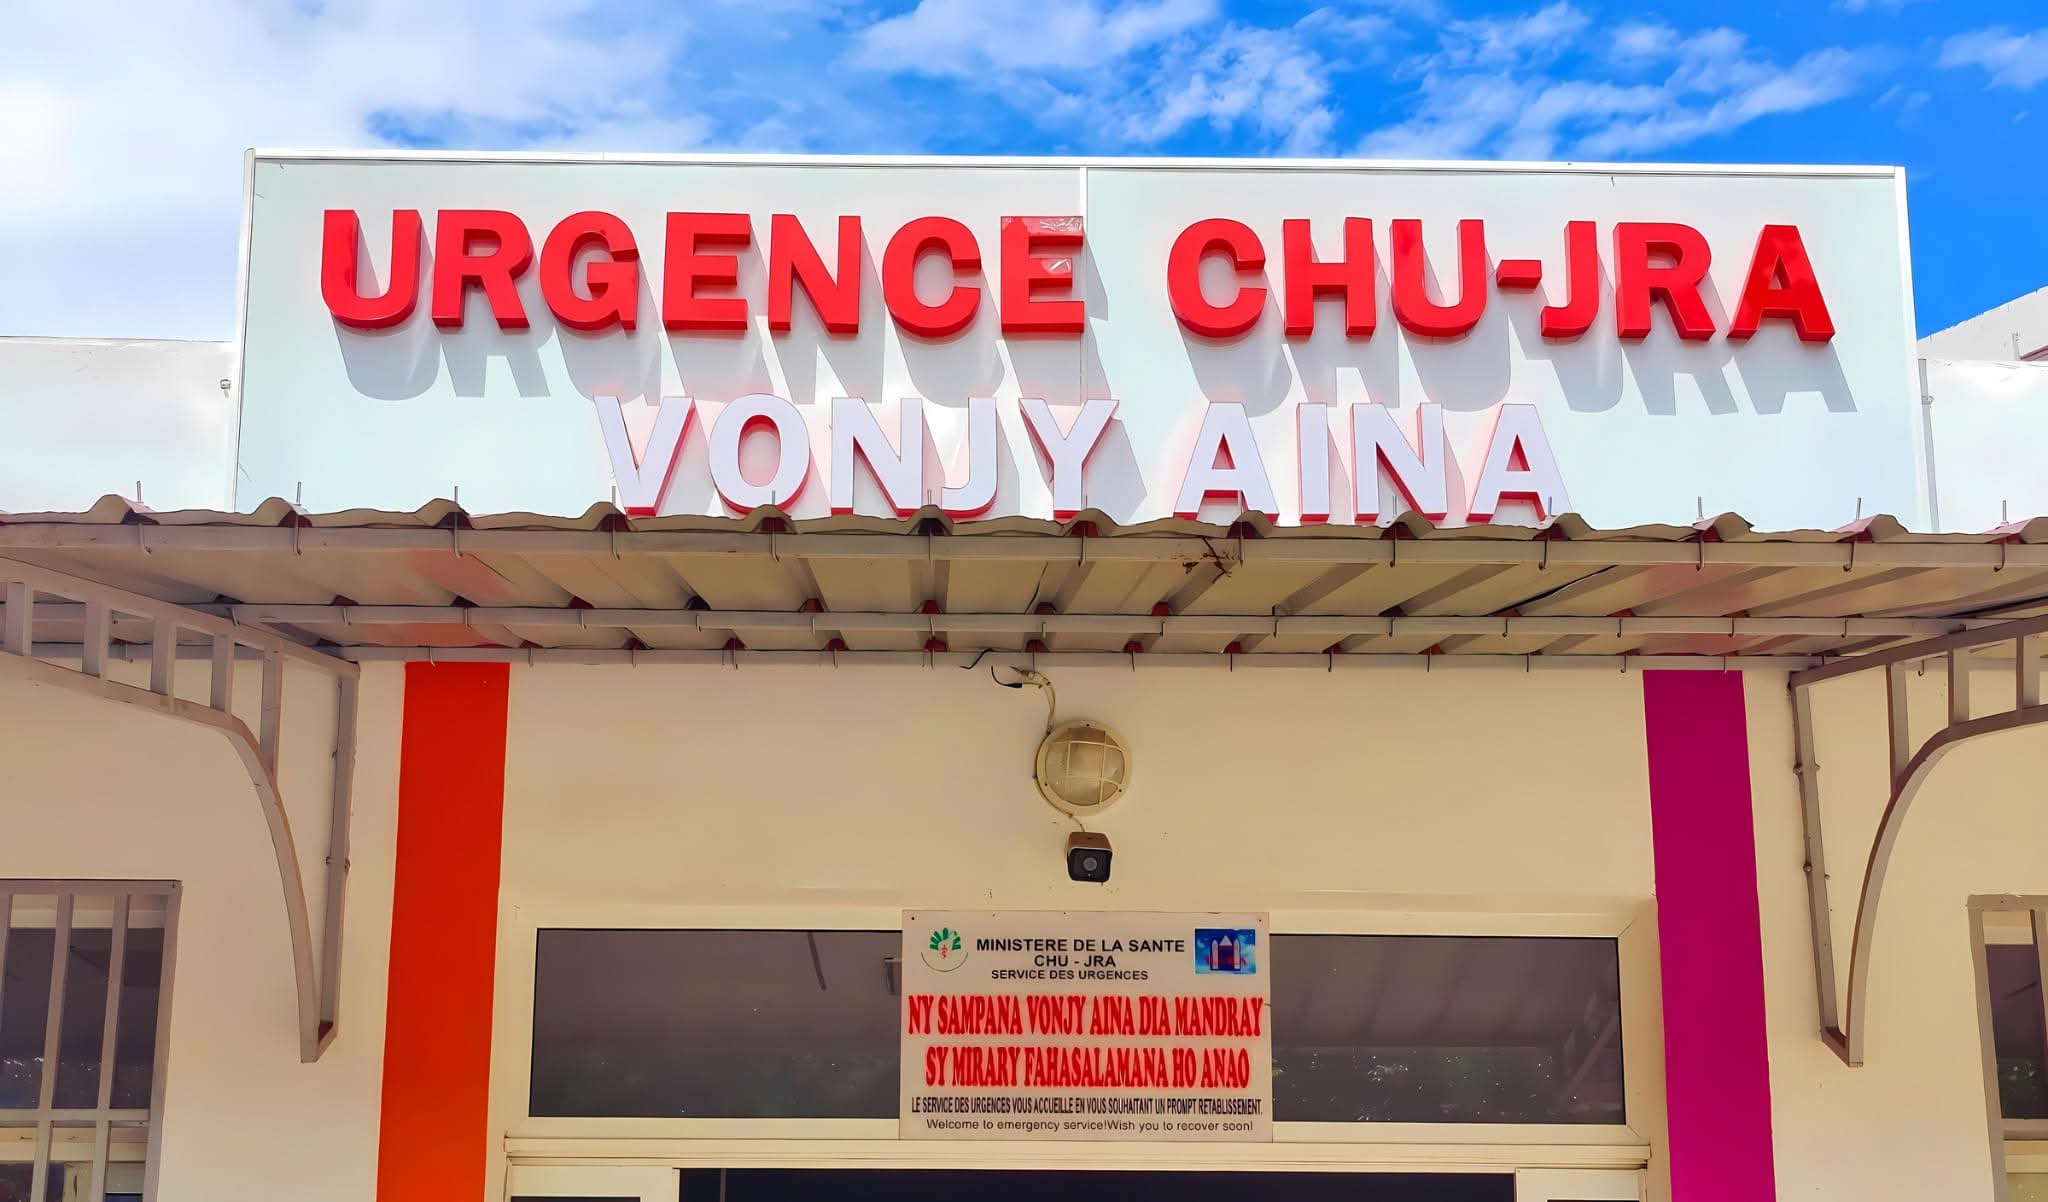 URGENCE CHU-JRA
VONJY AINA
MINISTERE DE LA SANTE
CHU - JRA
SERVICE DES URGENCES
NY SAMPANA VONJY AINA DIA MANDRAY
SY MIRARY FAHASALAMANA HO ANAO
LE SERVICE DES URGENCES VOUS ACCUEILLE EN VOUS SOUHAITANT UN PROMPT RETABLISSEMENT.
Welcome to emergency service!Wish you to recover soon!